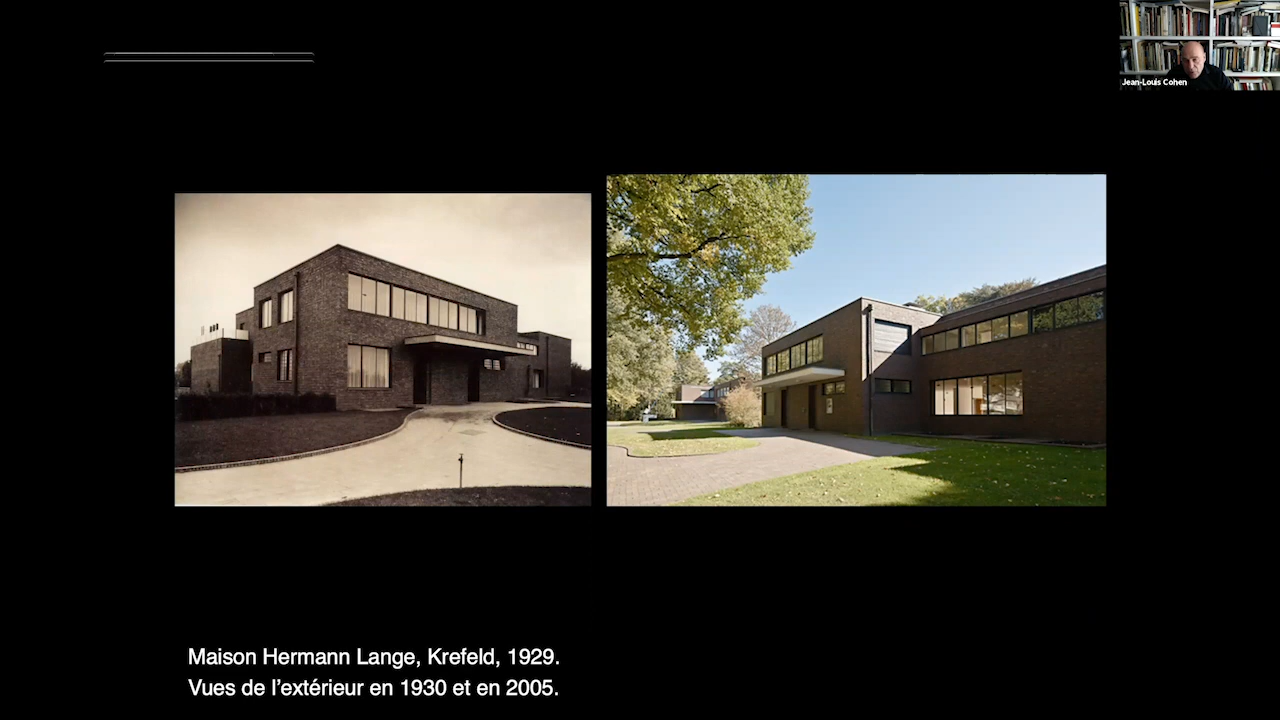 Jean-Louis Cohen
Maison Hermann Lange, Krefeld, 1929.
Vues de l’extérieur en 1930 et en 2005.